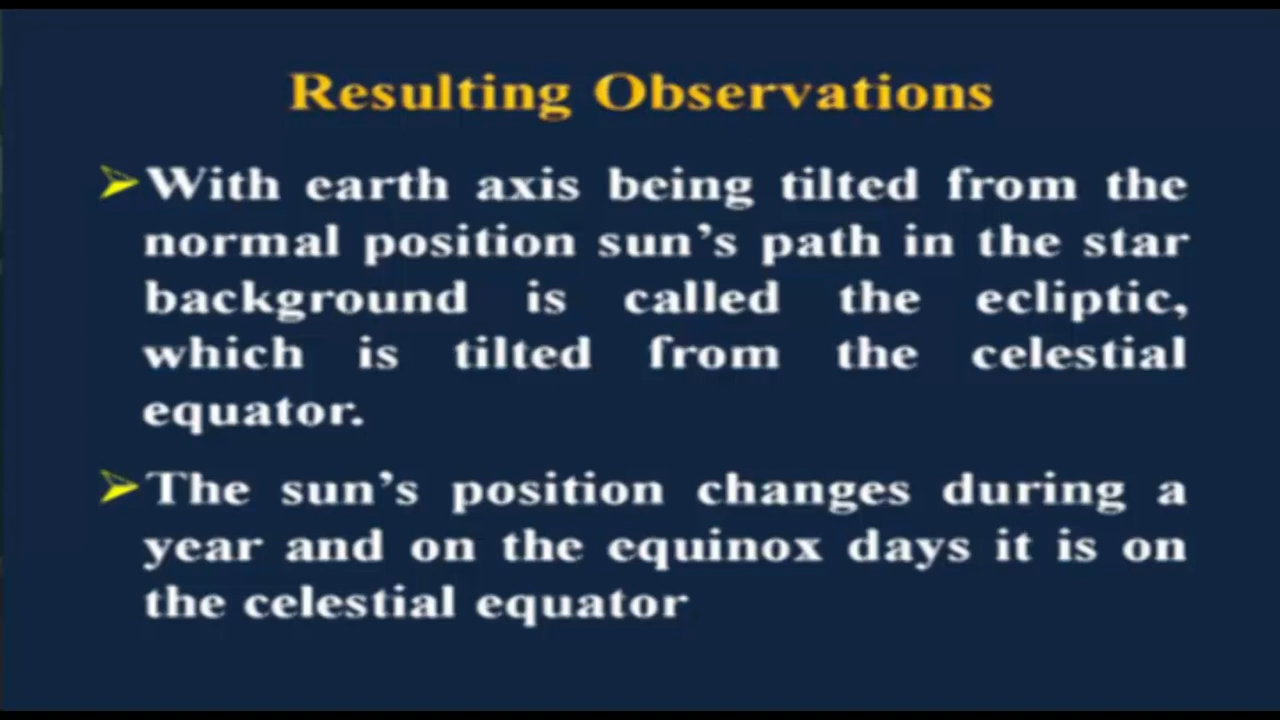 Resulting Observations
With earth axis being tilted from the
normal position sun's path in the star
background is called the ecliptic,
which is tilted from the celestial
equator.
The sun's position changes during a
year and on the equinox days it is on
the celestial equator